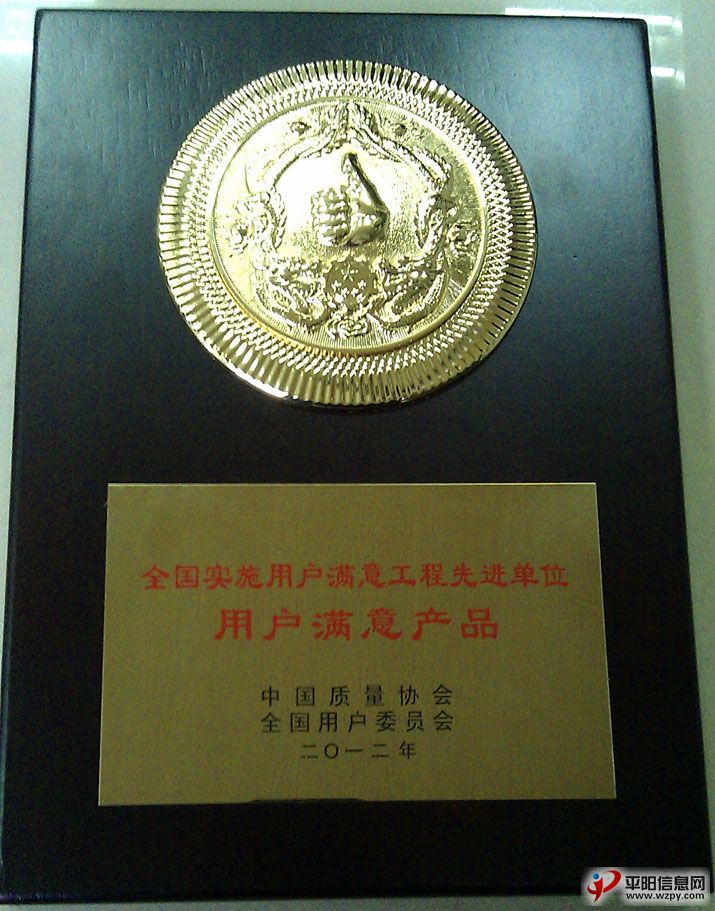 全国实施用户满意工程先进单位
用户满意产品
中国质量协会
全国用户委员会
二〇一二年
平阳信息网
www.wzpy.com